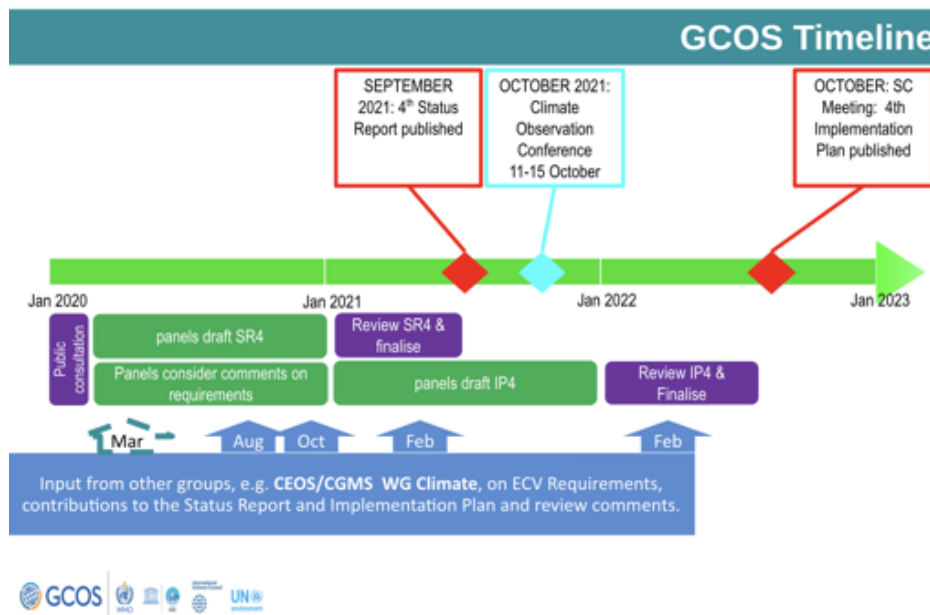 GCOS Timeline
SEPTEMBER
2021: 4th Status
Report published
OCTOBER 2021:
Climate
Observation
Conference
11-15 October
OCTOBER: SC
Meeting: 4th
Implementation
Plan published
Jan 2020
Jan 2021
Jan 2022
Jan 2023
Public
consultation
panels draft SR4
Review SR4 &
finalise
Panels consider comments on
requirements
panels draft IP4
Review IP4 &
Finalise
Mar
Aug
Oct
Feb
Feb
Input from other groups, e.g. CEOS/CGMS WG Climate, on ECV Requirements,
contributions to the Status Report and Implementation Plan and review comments.
GCOS
WMO
UN
environment